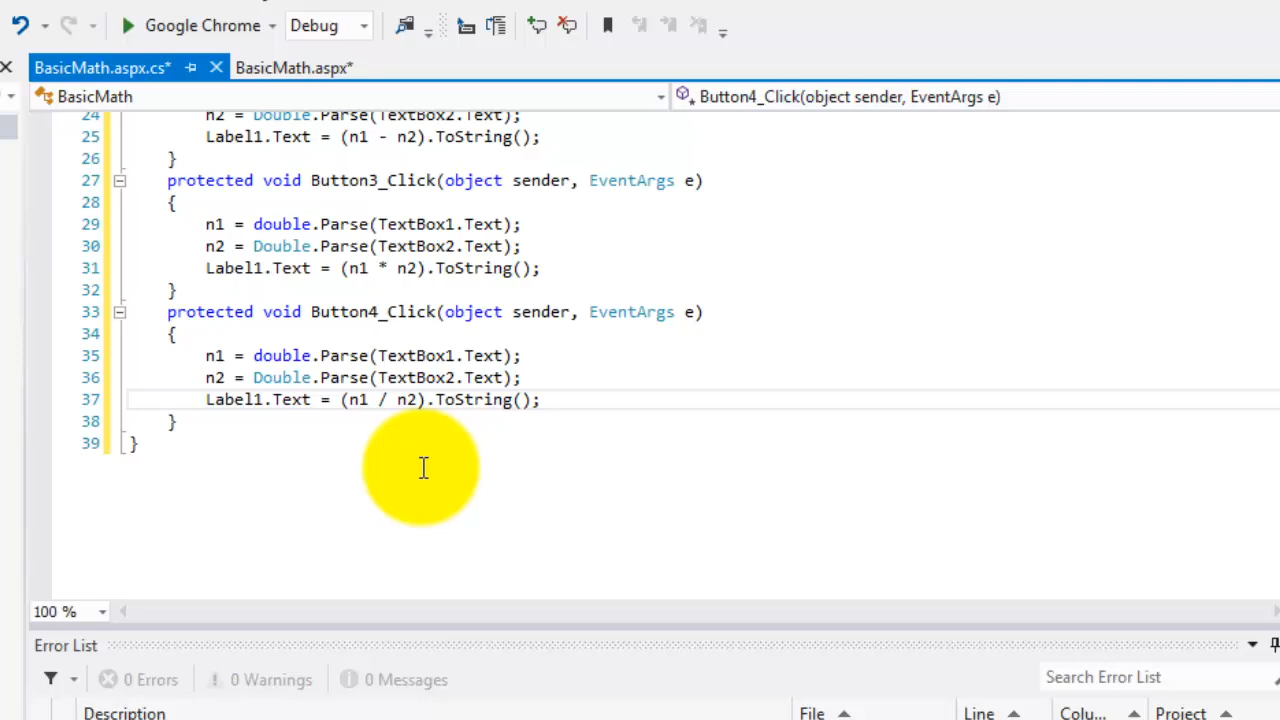 Google Chrome Debug
BasicMath.aspx.cs* BasicMath.aspx*
BasicMath Button4_Click(object sender, EventArgs e)
24 n2 = Double.Parse(TextBox2.Text);
25 Label1.Text = (n1 - n2).ToString();
26 }
27 protected void Button3_Click(object sender, EventArgs e)
28 {
29 n1 = double.Parse(TextBox1.Text);
30 n2 = Double.Parse(TextBox2.Text);
31 Label1.Text = (n1 * n2).ToString();
32 }
33 protected void Button4_Click(object sender, EventArgs e)
34 {
35 n1 = double.Parse(TextBox1.Text);
36 n2 = Double.Parse(TextBox2.Text);
37 Label1.Text = (n1 / n2).ToString();
38 }
39 }
100 %
Error List
0 Errors 0 Warnings 0 Messages Search Error List
Description File Line Colu... Project